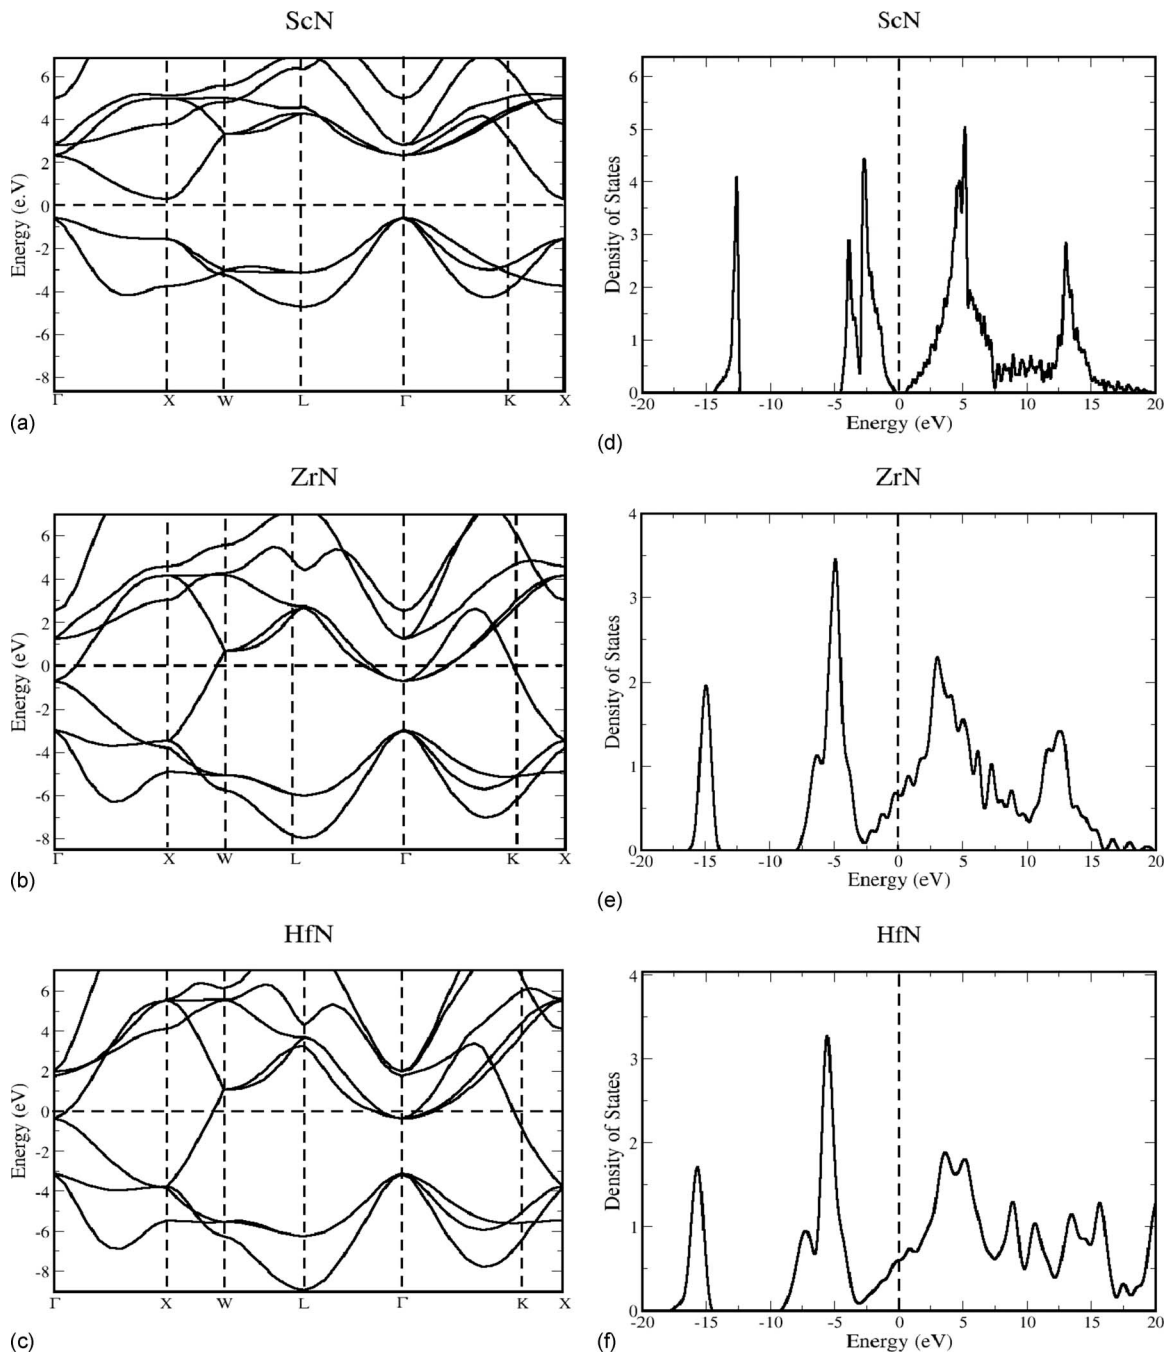 ScN
6
4
2
0
-2
-4
-6
-8
Energy (e.V)
Γ X W L Γ K X
(a)
ScN
6
5
4
3
2
1
0
Density of States
-20 -15 -10 -5 0 5 10 15 20
Energy (eV)
(d)
ZrN
6
4
2
0
-2
-4
-6
-8
Energy (eV)
Γ X W L Γ K X
(b)
ZrN
4
3
2
1
0
Density of States
-20 -15 -10 -5 0 5 10 15 20
Energy (eV)
(e)
HfN
6
4
2
0
-2
-4
-6
-8
Energy (eV)
Γ X W L Γ K X
(c)
HfN
4
3
2
1
0
Density of States
-20 -15 -10 -5 0 5 10 15 20
Energy (eV)
(f)